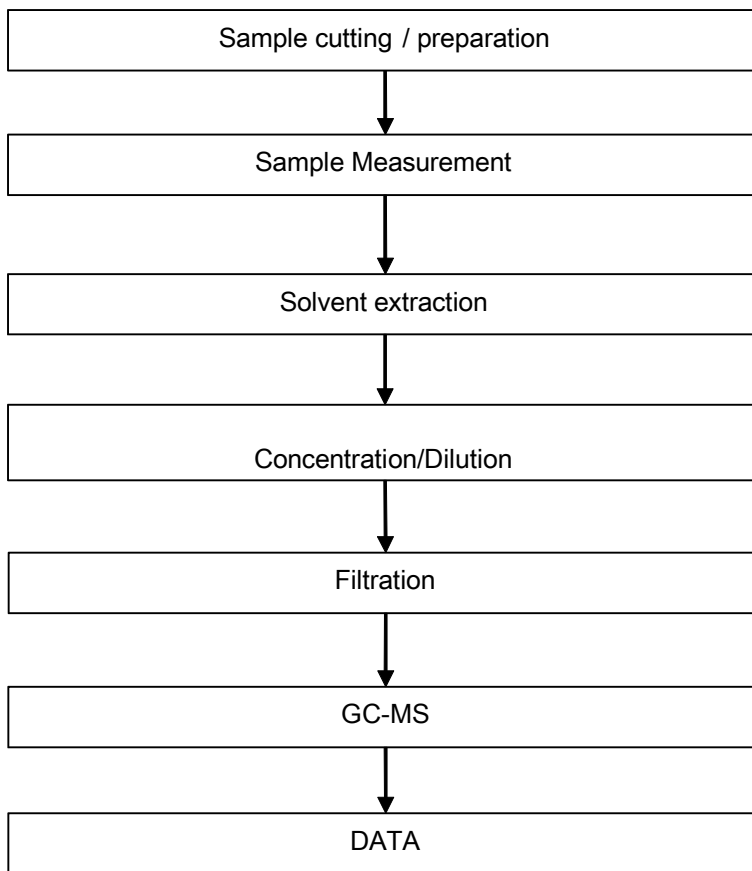 Sample cutting / preparation
Sample Measurement
Solvent extraction
Concentration/Dilution
Filtration
GC-MS
DATA